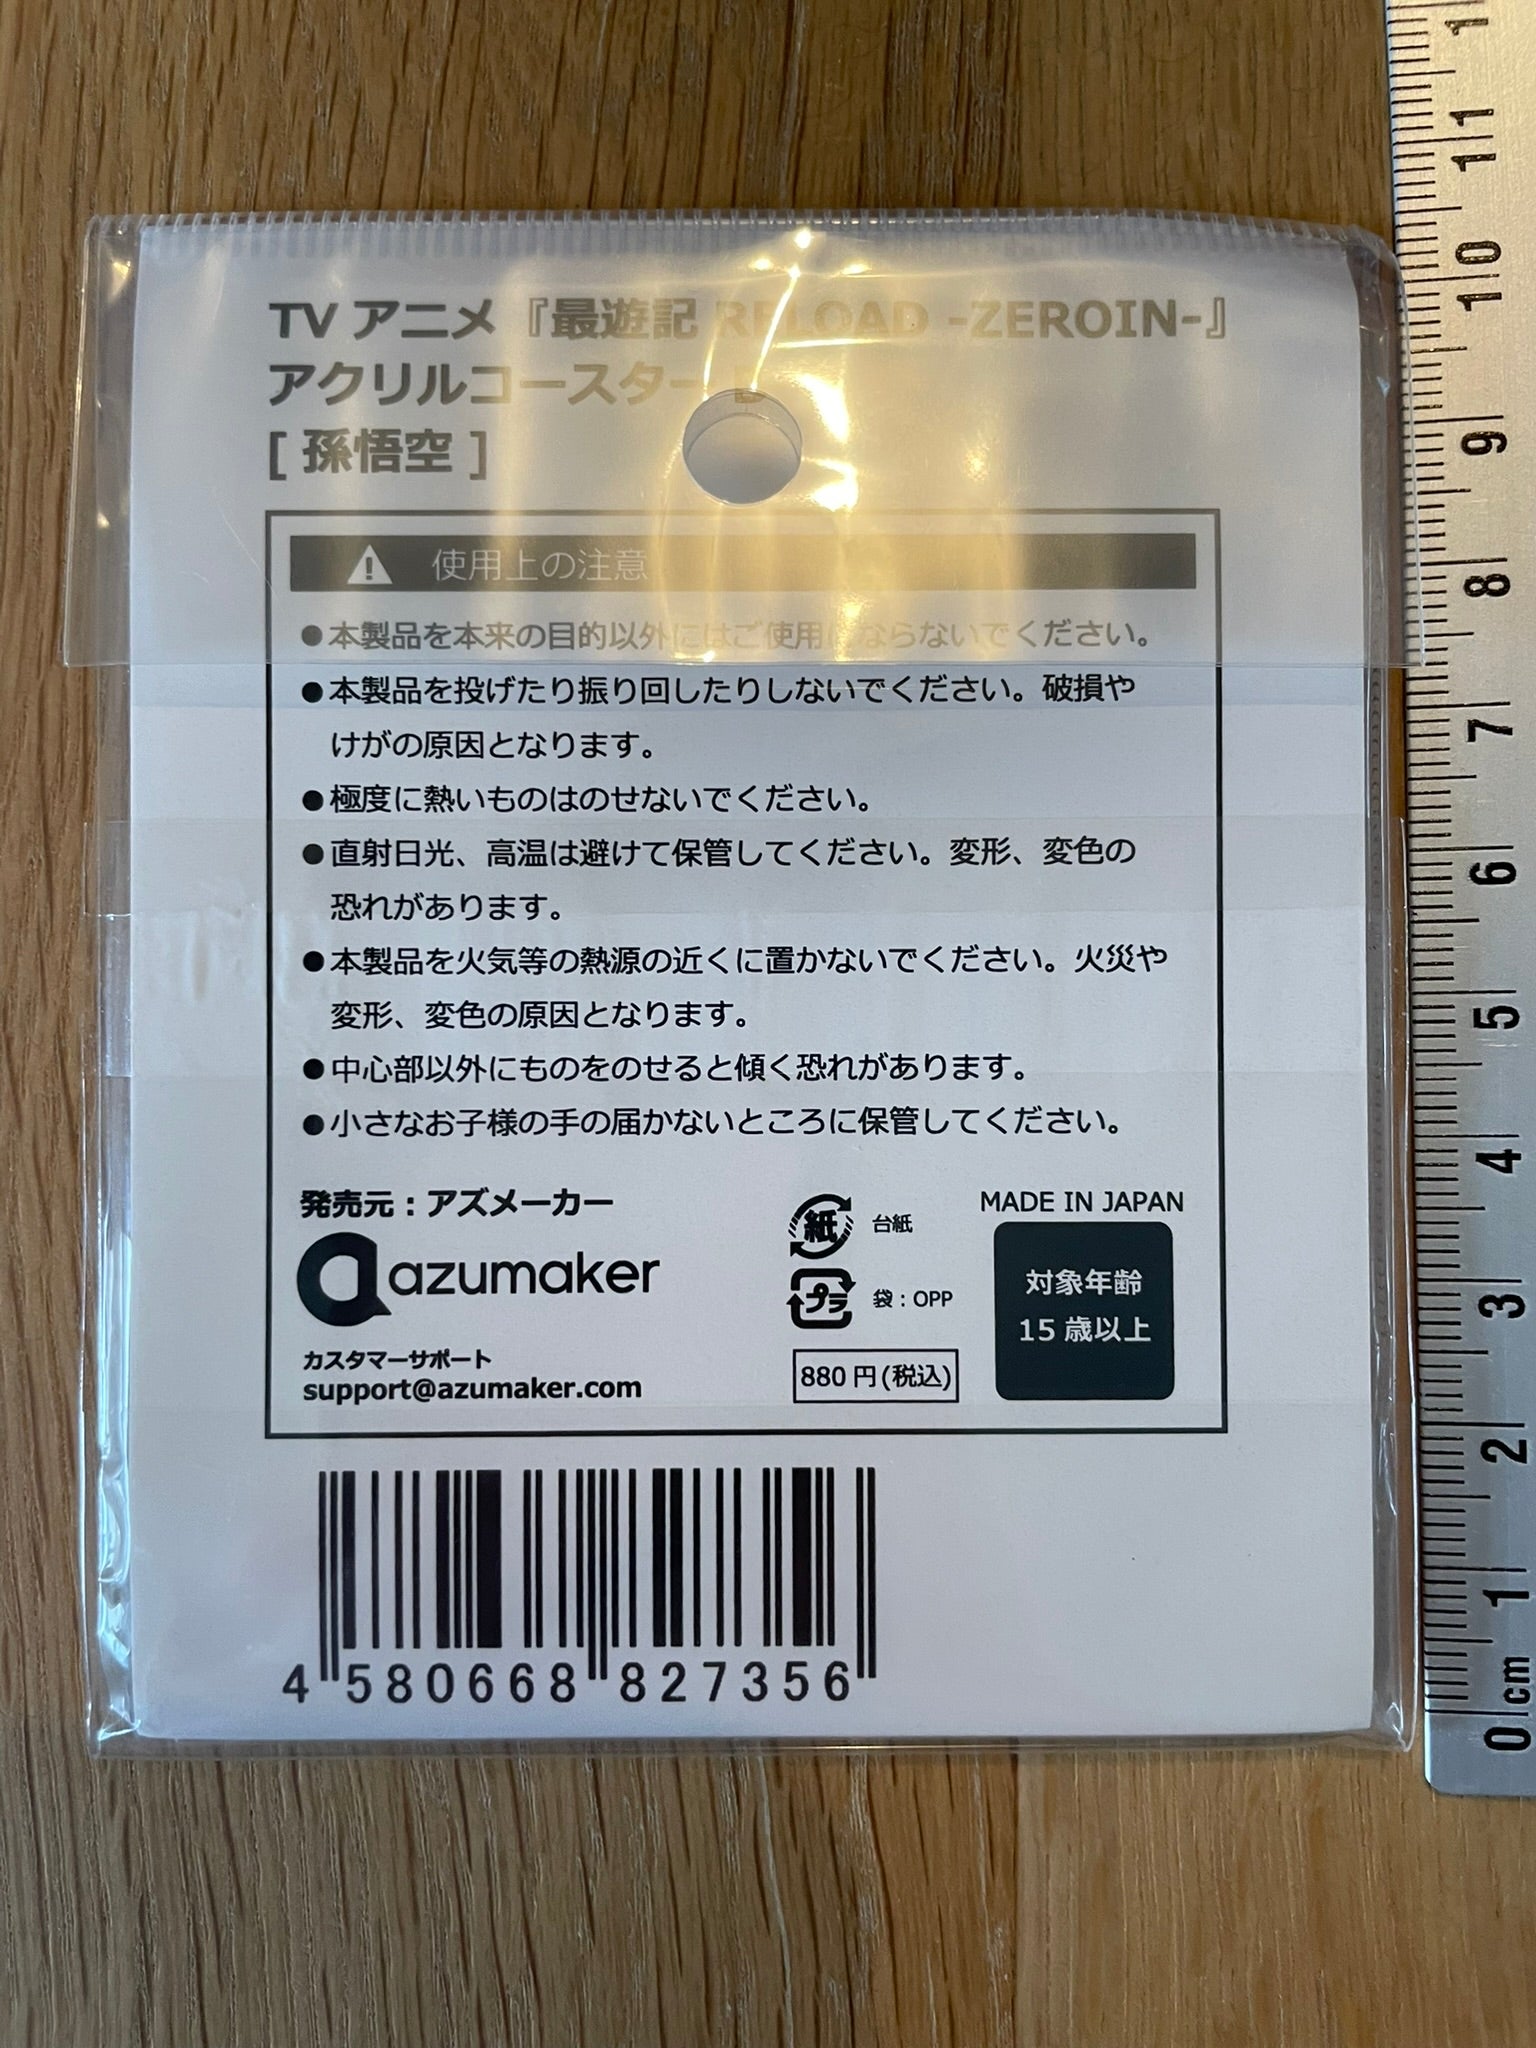 TV アニメ『最遊記 RELOAD -ZEROIN-』
アクリルコースター
[ 孫悟空 ]
使用上の注意
●本製品を本来の目的以外にはご使用にならないでください。
●本製品を投げたり振り回したりしないでください。破損や
けがの原因となります。
●極度に熱いものはのせないでください。
●直射日光、高温は避けて保管してください。変形、変色の
恐れがあります。
●本製品を火気等の熱源の近くに置かないでください。火災や
変形、変色の原因となります。
●中心部以外にものをのせると傾く恐れがあります。
●小さなお子様の手の届かないところに保管してください。
発売元：アズメーカー
azumaker
カスタマーサポート
support@azumaker.com
紙 台紙
プラ 袋：OPP
880 円(税込)
MADE IN JAPAN
対象年齢
15 歳以上
4 580668 827356
0 cm 1 2 3 4 5 6 7 8 9 10 11